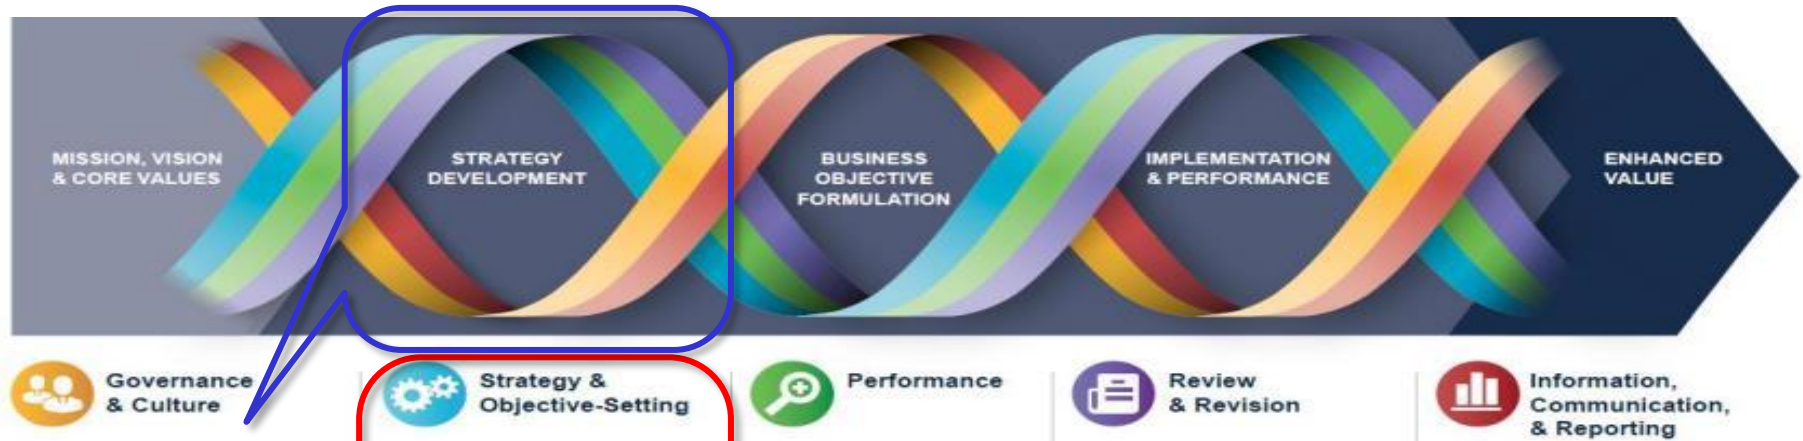 MISSION, VISION
& CORE VALUES
STRATEGY
DEVELOPMENT
BUSINESS
OBJECTIVE
FORMULATION
IMPLEMENTATION
& PERFORMANCE
ENHANCED
VALUE
Governance
& Culture
Strategy &
Objective-Setting
Performance
Review
& Revision
Information,
Communication,
& Reporting